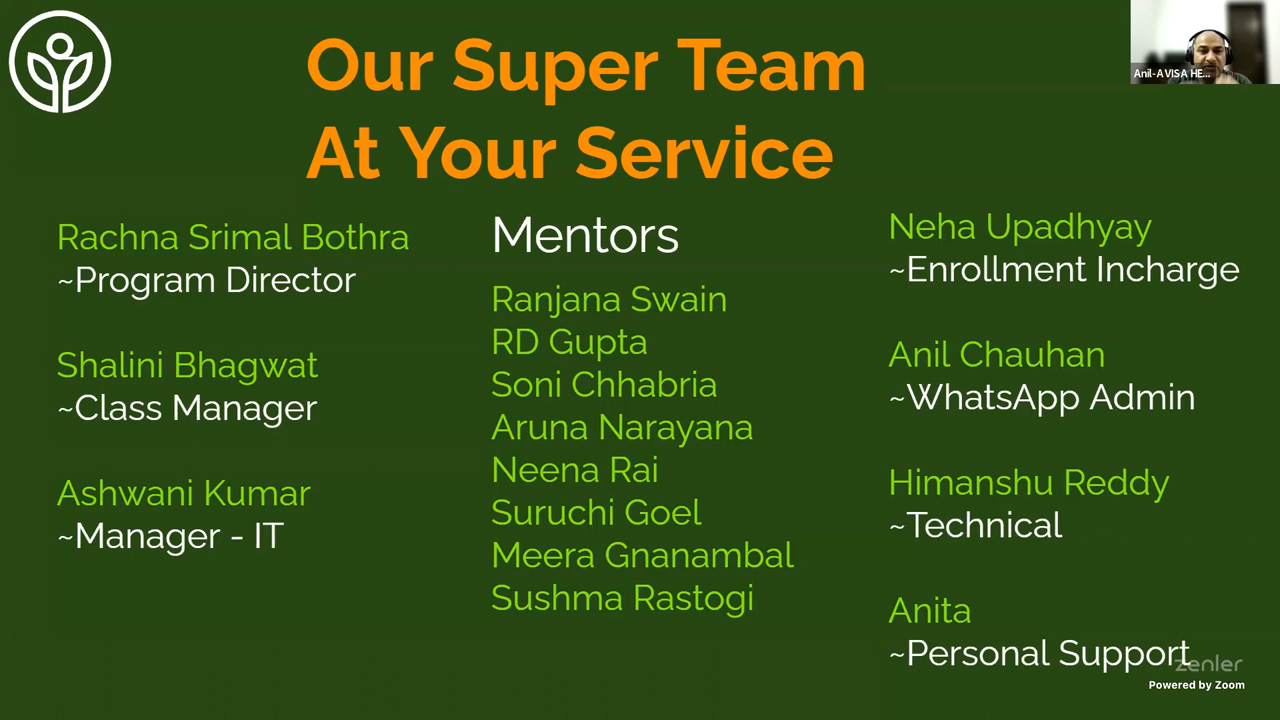 Our Super Team
At Your Service
Anil-AVISA HE...
Rachna Srimal Bothra
~Program Director
Shalini Bhagwat
~Class Manager
Ashwani Kumar
~Manager - IT
Mentors
Ranjana Swain
RD Gupta
Soni Chhabria
Aruna Narayana
Neena Rai
Suruchi Goel
Meera Gnanambal
Sushma Rastogi
Neha Upadhyay
~Enrollment Incharge
Anil Chauhan
~WhatsApp Admin
Himanshu Reddy
~Technical
Anita
~Personal Support
zenler
Powered by Zoom